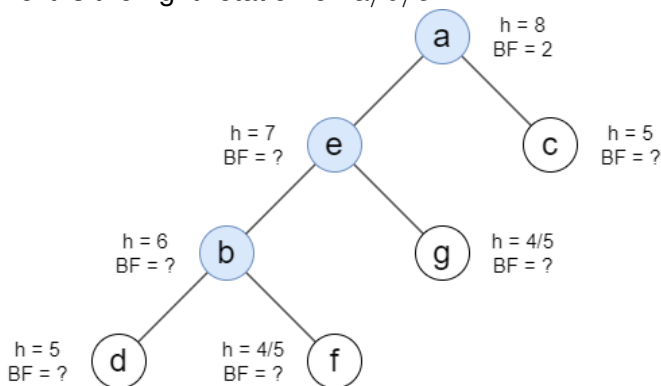 a
h = 8
BF = 2
h = 7
BF = ?
e
c
h = 5
BF = ?
h = 6
BF = ?
b
g
h = 4/5
BF = ?
h = 5
BF = ?
d
h = 4/5
BF = ?
f